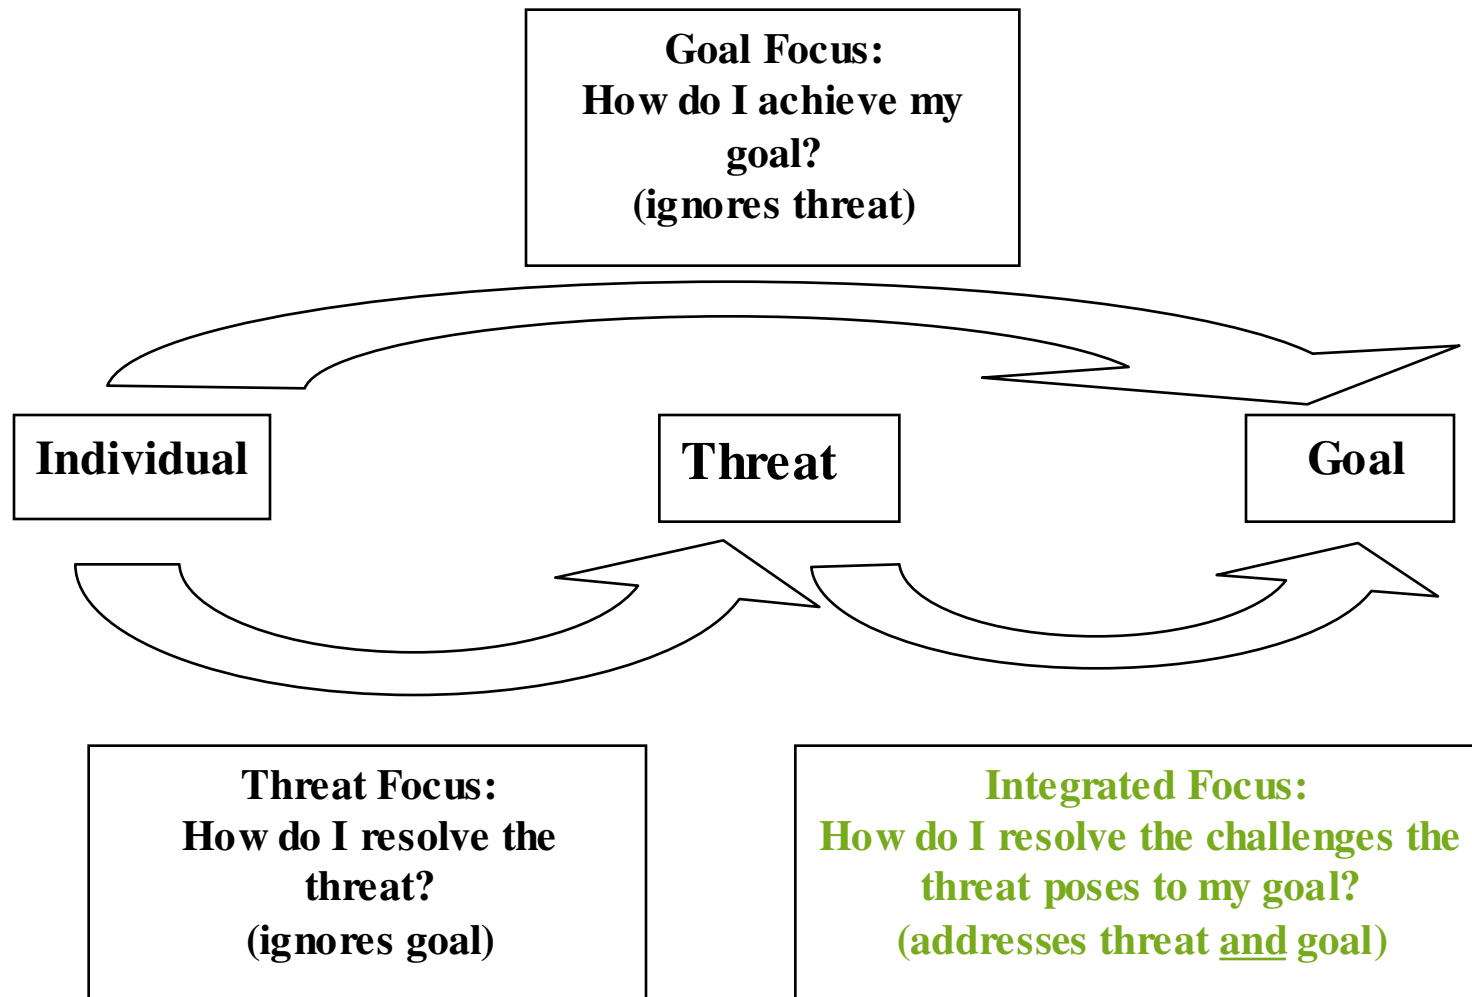 Goal Focus:
How do I achieve my
goal?
(ignores threat)
Individual
Threat
Goal
Threat Focus:
How do I resolve the
threat?
(ignores goal)
Integrated Focus:
How do I resolve the challenges the
threat poses to my goal?
(addresses threat and goal)